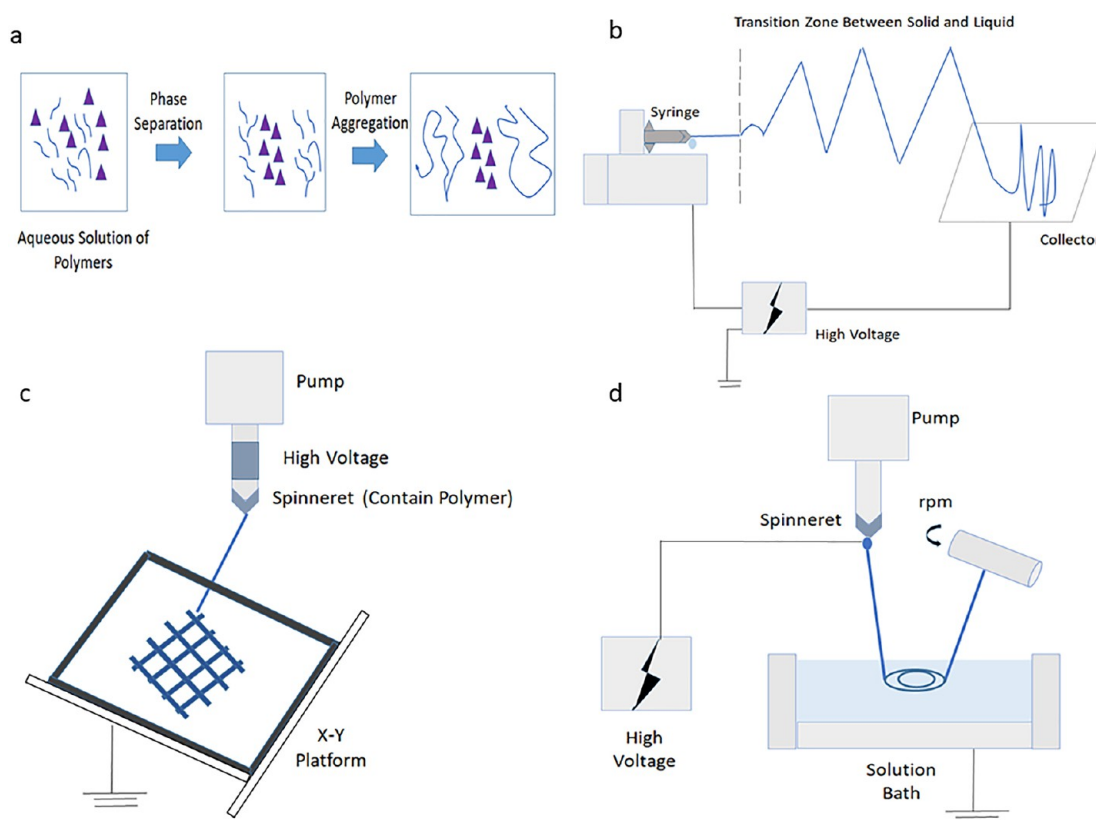 a
Phase
Separation
Polymer
Aggregation
Aqueous Solution of
Polymers
b
Transition Zone Between Solid and Liquid
Syringe
Collector
High Voltage
c
Pump
High Voltage
Spinneret (Contain Polymer)
X-Y
Platform
d
Pump
Spinneret
rpm
High
Voltage
Solution
Bath